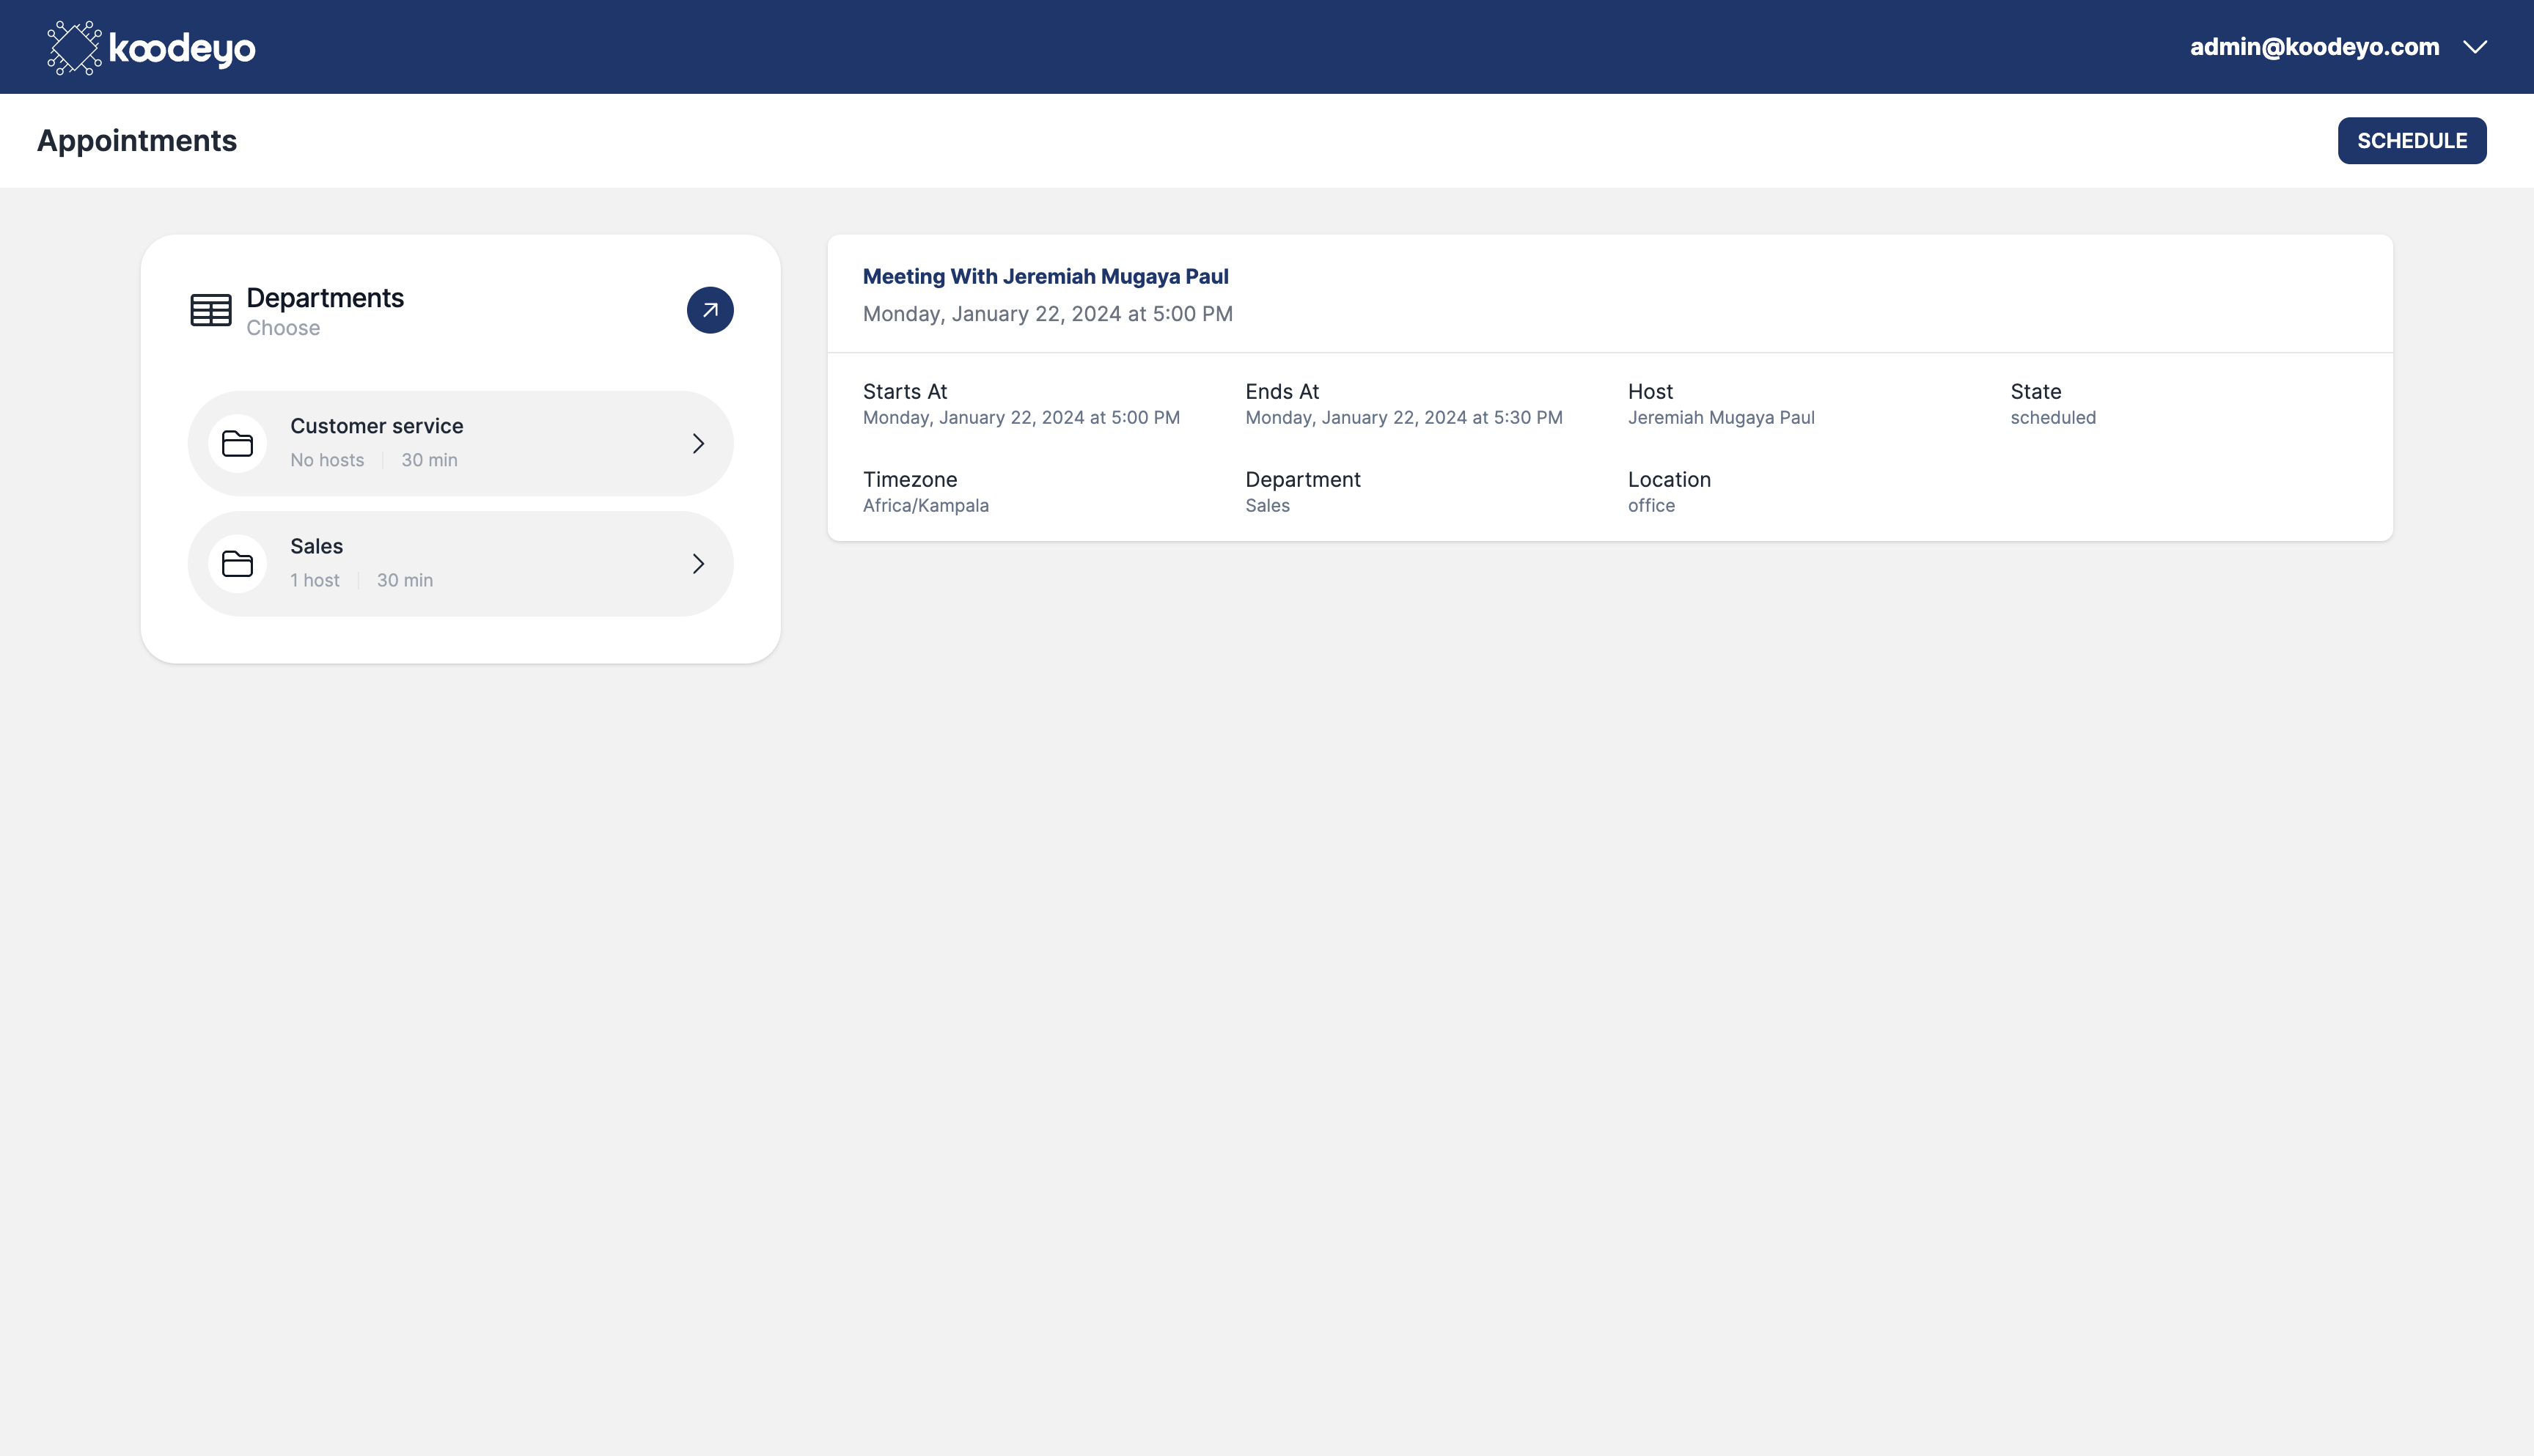 koodeyo
admin@koodeyo.com
Appointments
SCHEDULE
Departments
Choose
Customer service
No hosts
30 min
Sales
1 host
30 min
Meeting With Jeremiah Mugaya Paul
Monday, January 22, 2024 at 5:00 PM
Starts At
Monday, January 22, 2024 at 5:00 PM
Ends At
Monday, January 22, 2024 at 5:30 PM
Host
Jeremiah Mugaya Paul
State
scheduled
Timezone
Africa/Kampala
Department
Sales
Location
office